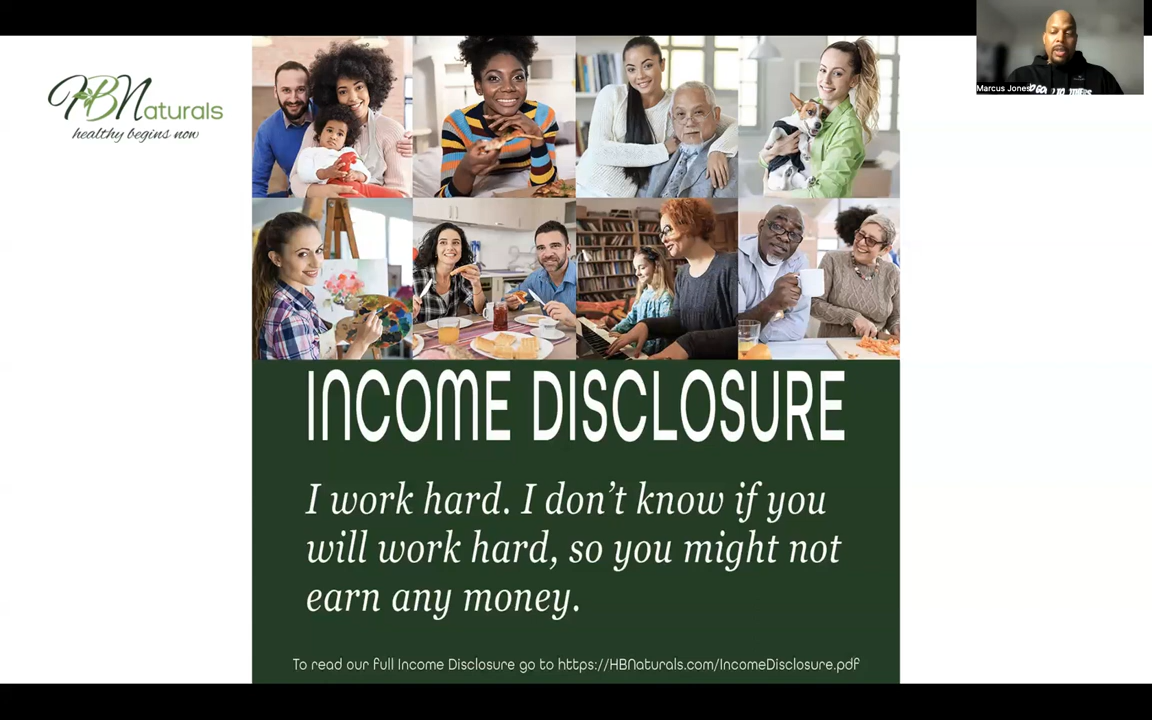 HBNaturals
healthy begins now
Marcus Jones
INCOME DISCLOSURE
I work hard. I don't know if you
will work hard, so you might not
earn any money.
To read our full Income Disclosure go to https://HBNaturals.com/IncomeDisclosure.pdf